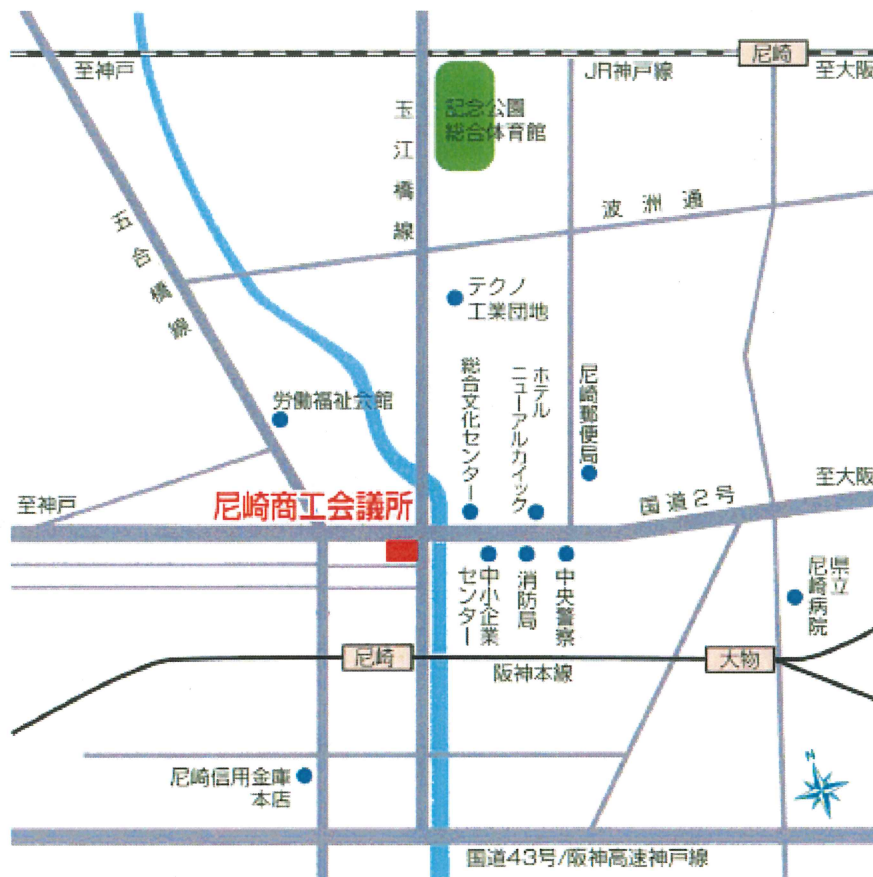 尼崎
至神戸
JR神戸線
至大阪
玉江橋線
記念公園
総合体育館
五合橋線
波洲通
テクノ
工業団地
総合文化センター
ホテル
ニューアルカイック
尼崎郵便局
労働福祉会館
至神戸
尼崎商工会議所
国道2号
至大阪
中小企業
センター
消防局
中央警察
県立
尼崎病院
尼崎
阪神本線
大物
尼崎信用金庫
本店
N
国道43号/阪神高速神戸線